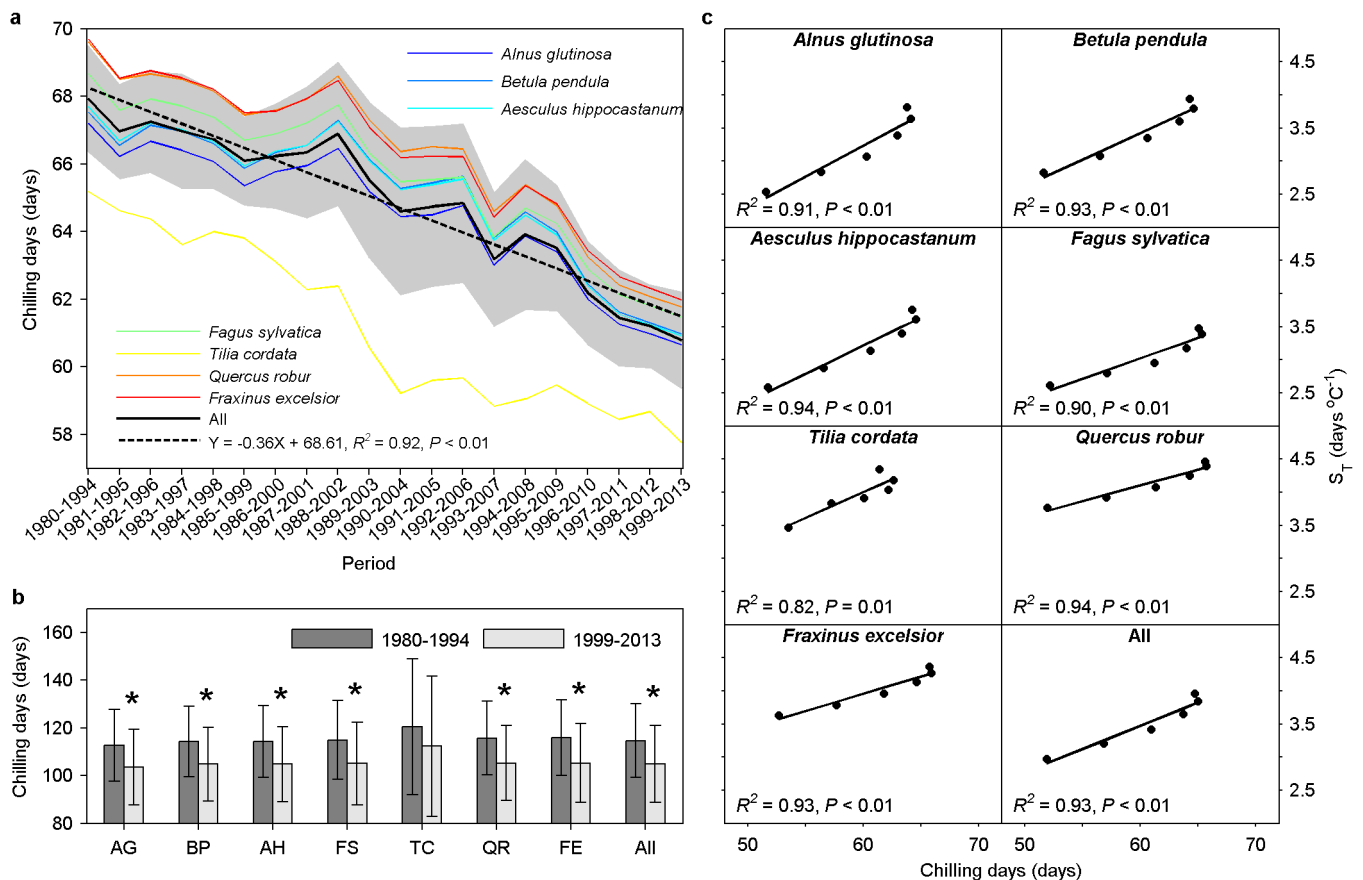 a
70
68
66
64
62
60
58
Chilling days (days)
Alnus glutinosa
Betula pendula
Aesculus hippocastanum
Fagus sylvatica
Tilia cordata
Quercus robur
Fraxinus excelsior
All
Y = -0.36X + 68.61, R² = 0.92, P < 0.01
1980-1994
1981-1995
1982-1996
1983-1997
1984-1998
1985-1999
1986-2000
1987-2001
1988-2002
1989-2003
1990-2004
1991-2005
1992-2006
1993-2007
1994-2008
1995-2009
1996-2010
1997-2011
1998-2012
1999-2013
Period
b
160
140
120
100
80
Chilling days (days)
1980-1994 1999-2013
* * * * * * *
AG BP AH FS TC QR FE All
c
Alnus glutinosa
R² = 0.91, P < 0.01
Betula pendula
R² = 0.93, P < 0.01
4.5
3.5
2.5
Aesculus hippocastanum
R² = 0.94, P < 0.01
Fagus sylvatica
R² = 0.90, P < 0.01
4.5
3.5
2.5
Tilia cordata
R² = 0.82, P = 0.01
Quercus robur
R² = 0.94, P < 0.01
4.5
3.5
2.5
Fraxinus excelsior
R² = 0.93, P < 0.01
All
R² = 0.93, P < 0.01
4.5
3.5
2.5
S_T (days °C⁻¹)
50 60 70 50 60 70
Chilling days (days)